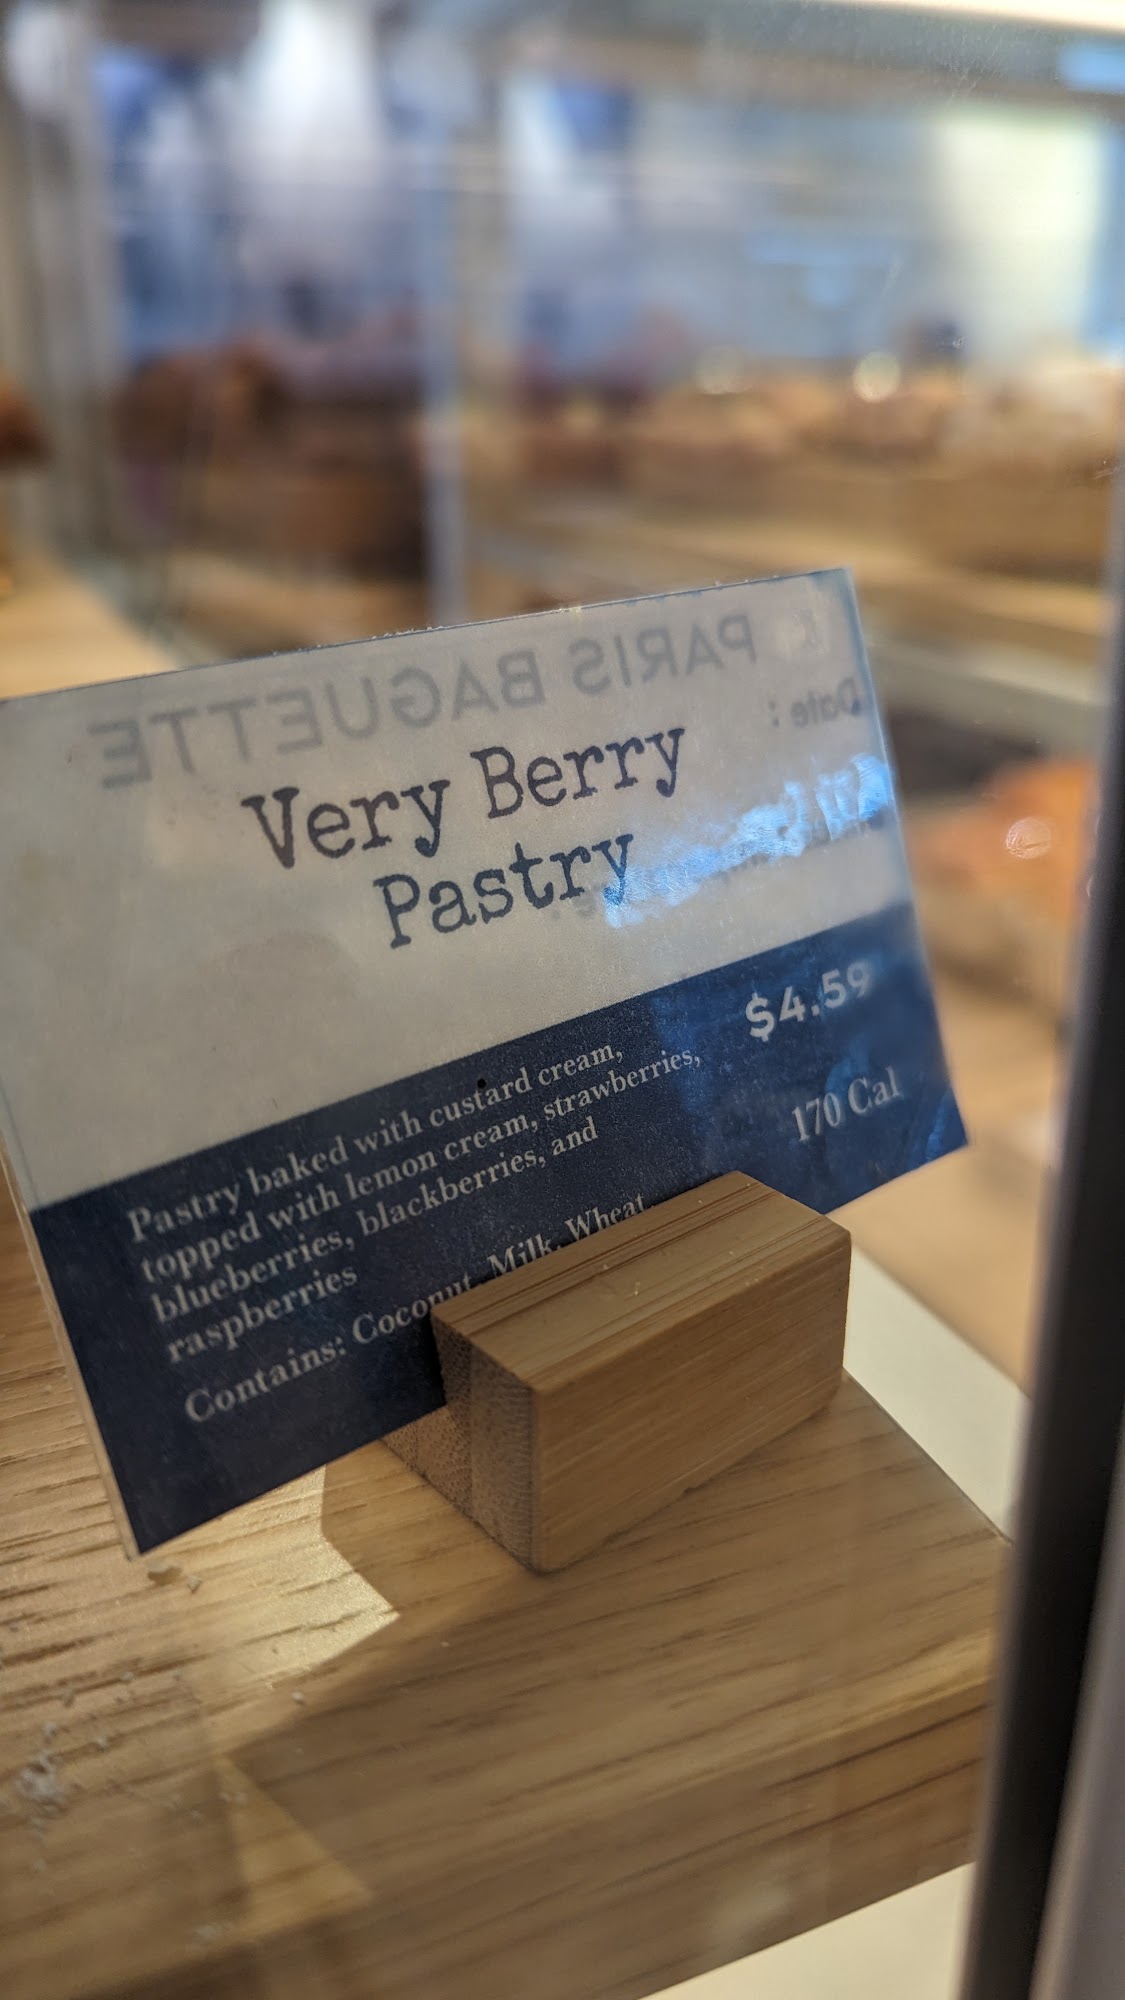 PARIS BAGUETTE
Date:
Very Berry
Pastry
$4.59
170 Cal
Pastry baked with custard cream,
topped with lemon cream, strawberries,
blueberries, blackberries, and
raspberries
Contains: Coconut, Milk, Wheat